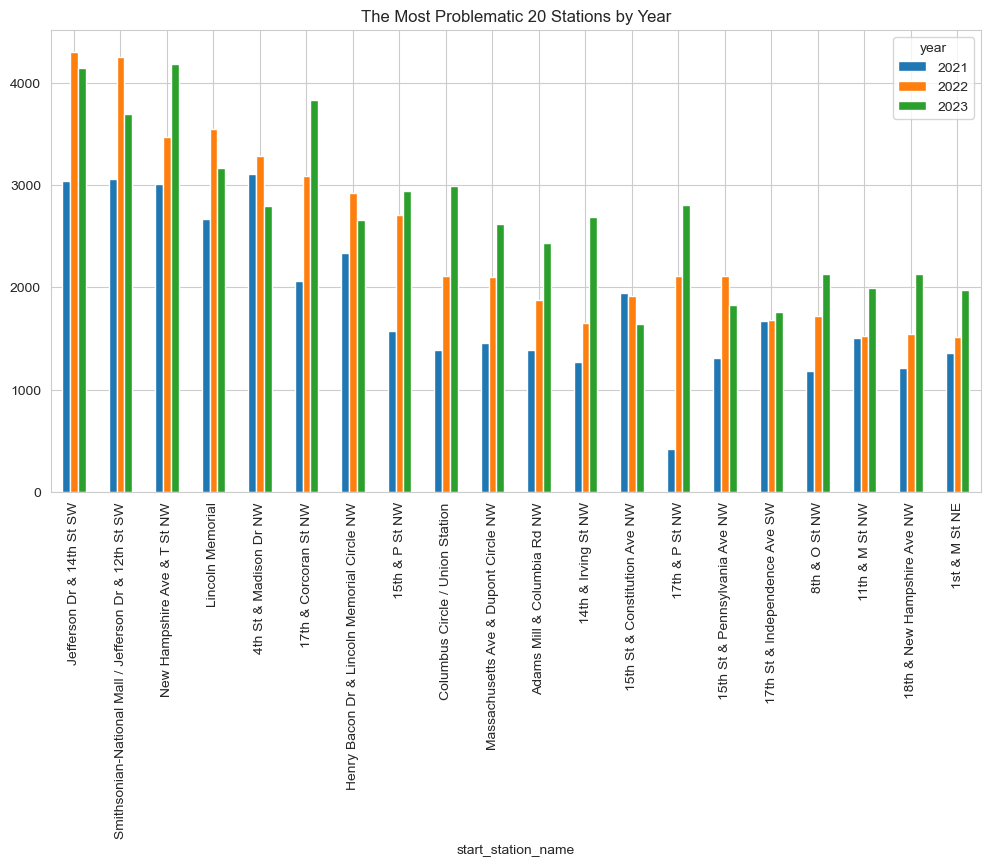 The Most Problematic 20 Stations by Year
year
2021
2022
2023
4000
3000
2000
1000
0
Jefferson Dr & 14th St SW
Smithsonian-National Mall / Jefferson Dr & 12th St SW
New Hampshire Ave & T St NW
Lincoln Memorial
4th St & Madison Dr NW
17th & Corcoran St NW
Henry Bacon Dr & Lincoln Memorial Circle NW
15th & P St NW
Columbus Circle / Union Station
Massachusetts Ave & Dupont Circle NW
Adams Mill & Columbia Rd NW
14th & Irving St NW
15th St & Constitution Ave NW
17th & P St NW
15th St & Pennsylvania Ave NW
17th St & Independence Ave SW
8th & O St NW
11th & M St NW
18th & New Hampshire Ave NW
1st & M St NE
start_station_name